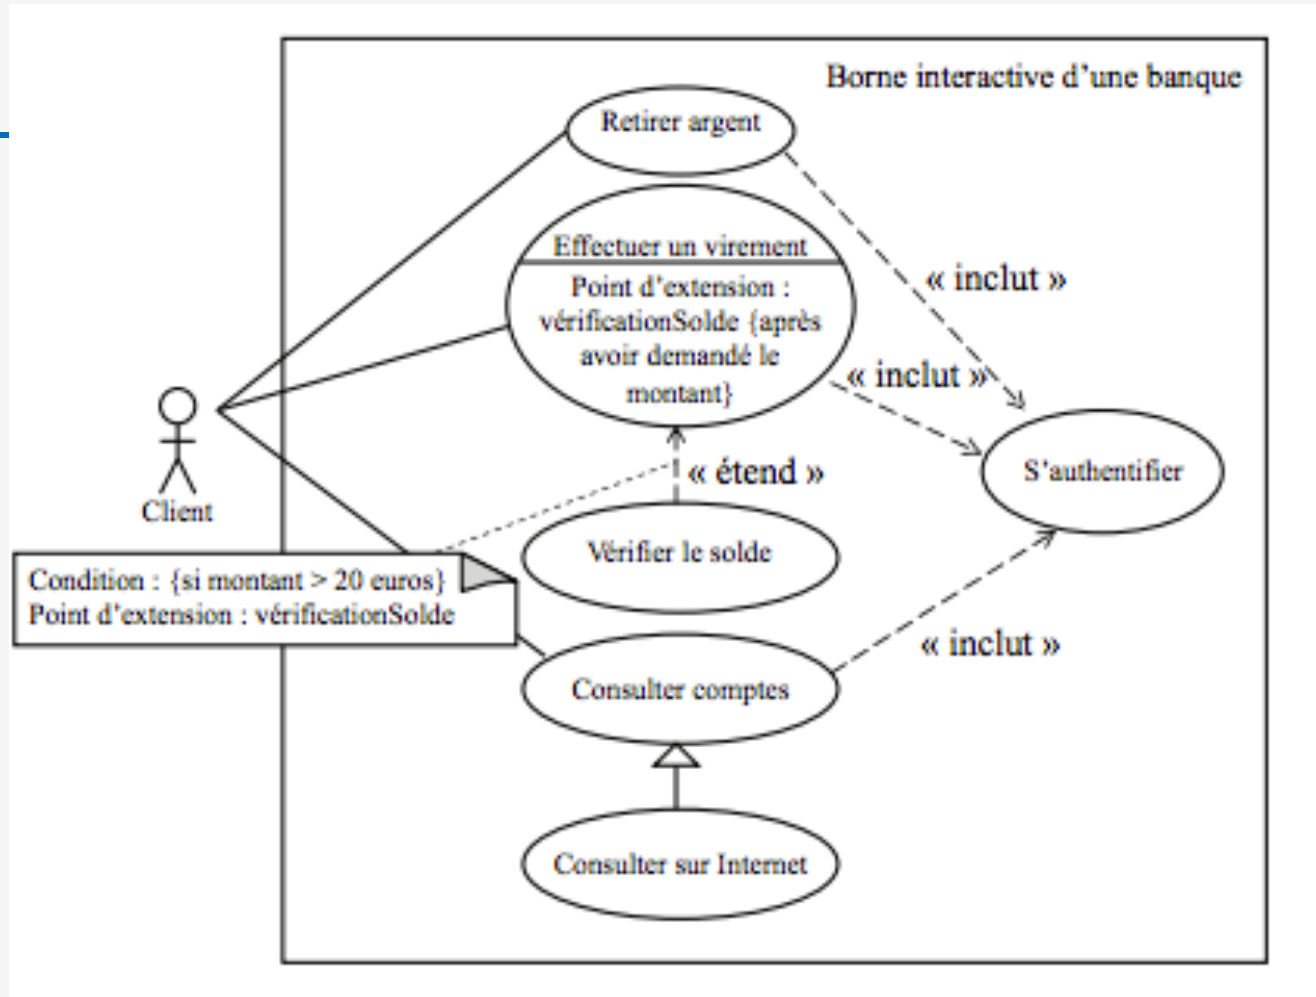 Borne interactive d’une banque
Retirer argent
Effectuer un virement
Point d’extension :
vérificationSolde {après
avoir demandé le
montant}
« inclut »
« inclut »
S’authentifier
Client
« étend »
Vérifier le solde
Condition : {si montant > 20 euros}
Point d’extension : vérificationSolde
« inclut »
Consulter comptes
Consulter sur Internet